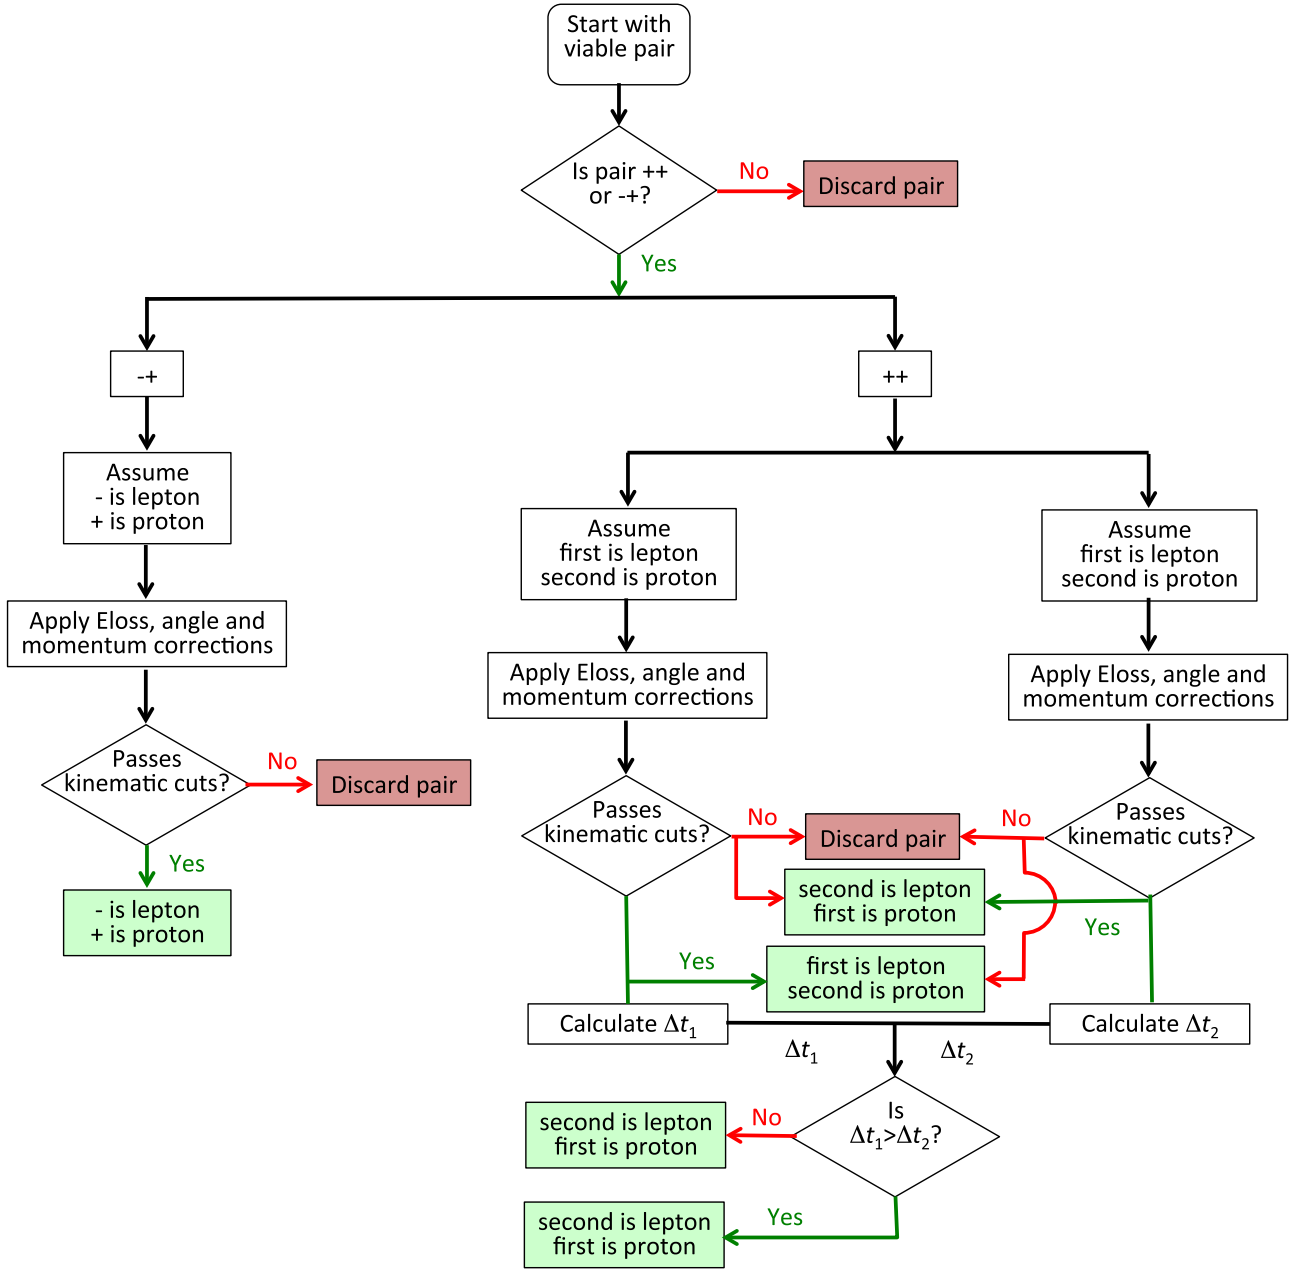 Start with
viable pair
Is pair ++
or -+?
No
Discard pair
Yes
-+
++
Assume
- is lepton
+ is proton
Assume
first is lepton
second is proton
Assume
first is lepton
second is proton
Apply Eloss, angle and
momentum corrections
Apply Eloss, angle and
momentum corrections
Apply Eloss, angle and
momentum corrections
Passes
kinematic cuts?
No
Discard pair
Yes
- is lepton
+ is proton
Passes
kinematic cuts?
No
Discard pair
No
Passes
kinematic cuts?
second is lepton
first is proton
Yes
Yes
first is lepton
second is proton
Calculate Δt1
Calculate Δt2
Δt1
Δt2
Is
Δt1>Δt2?
No
second is lepton
first is proton
Yes
second is lepton
first is proton